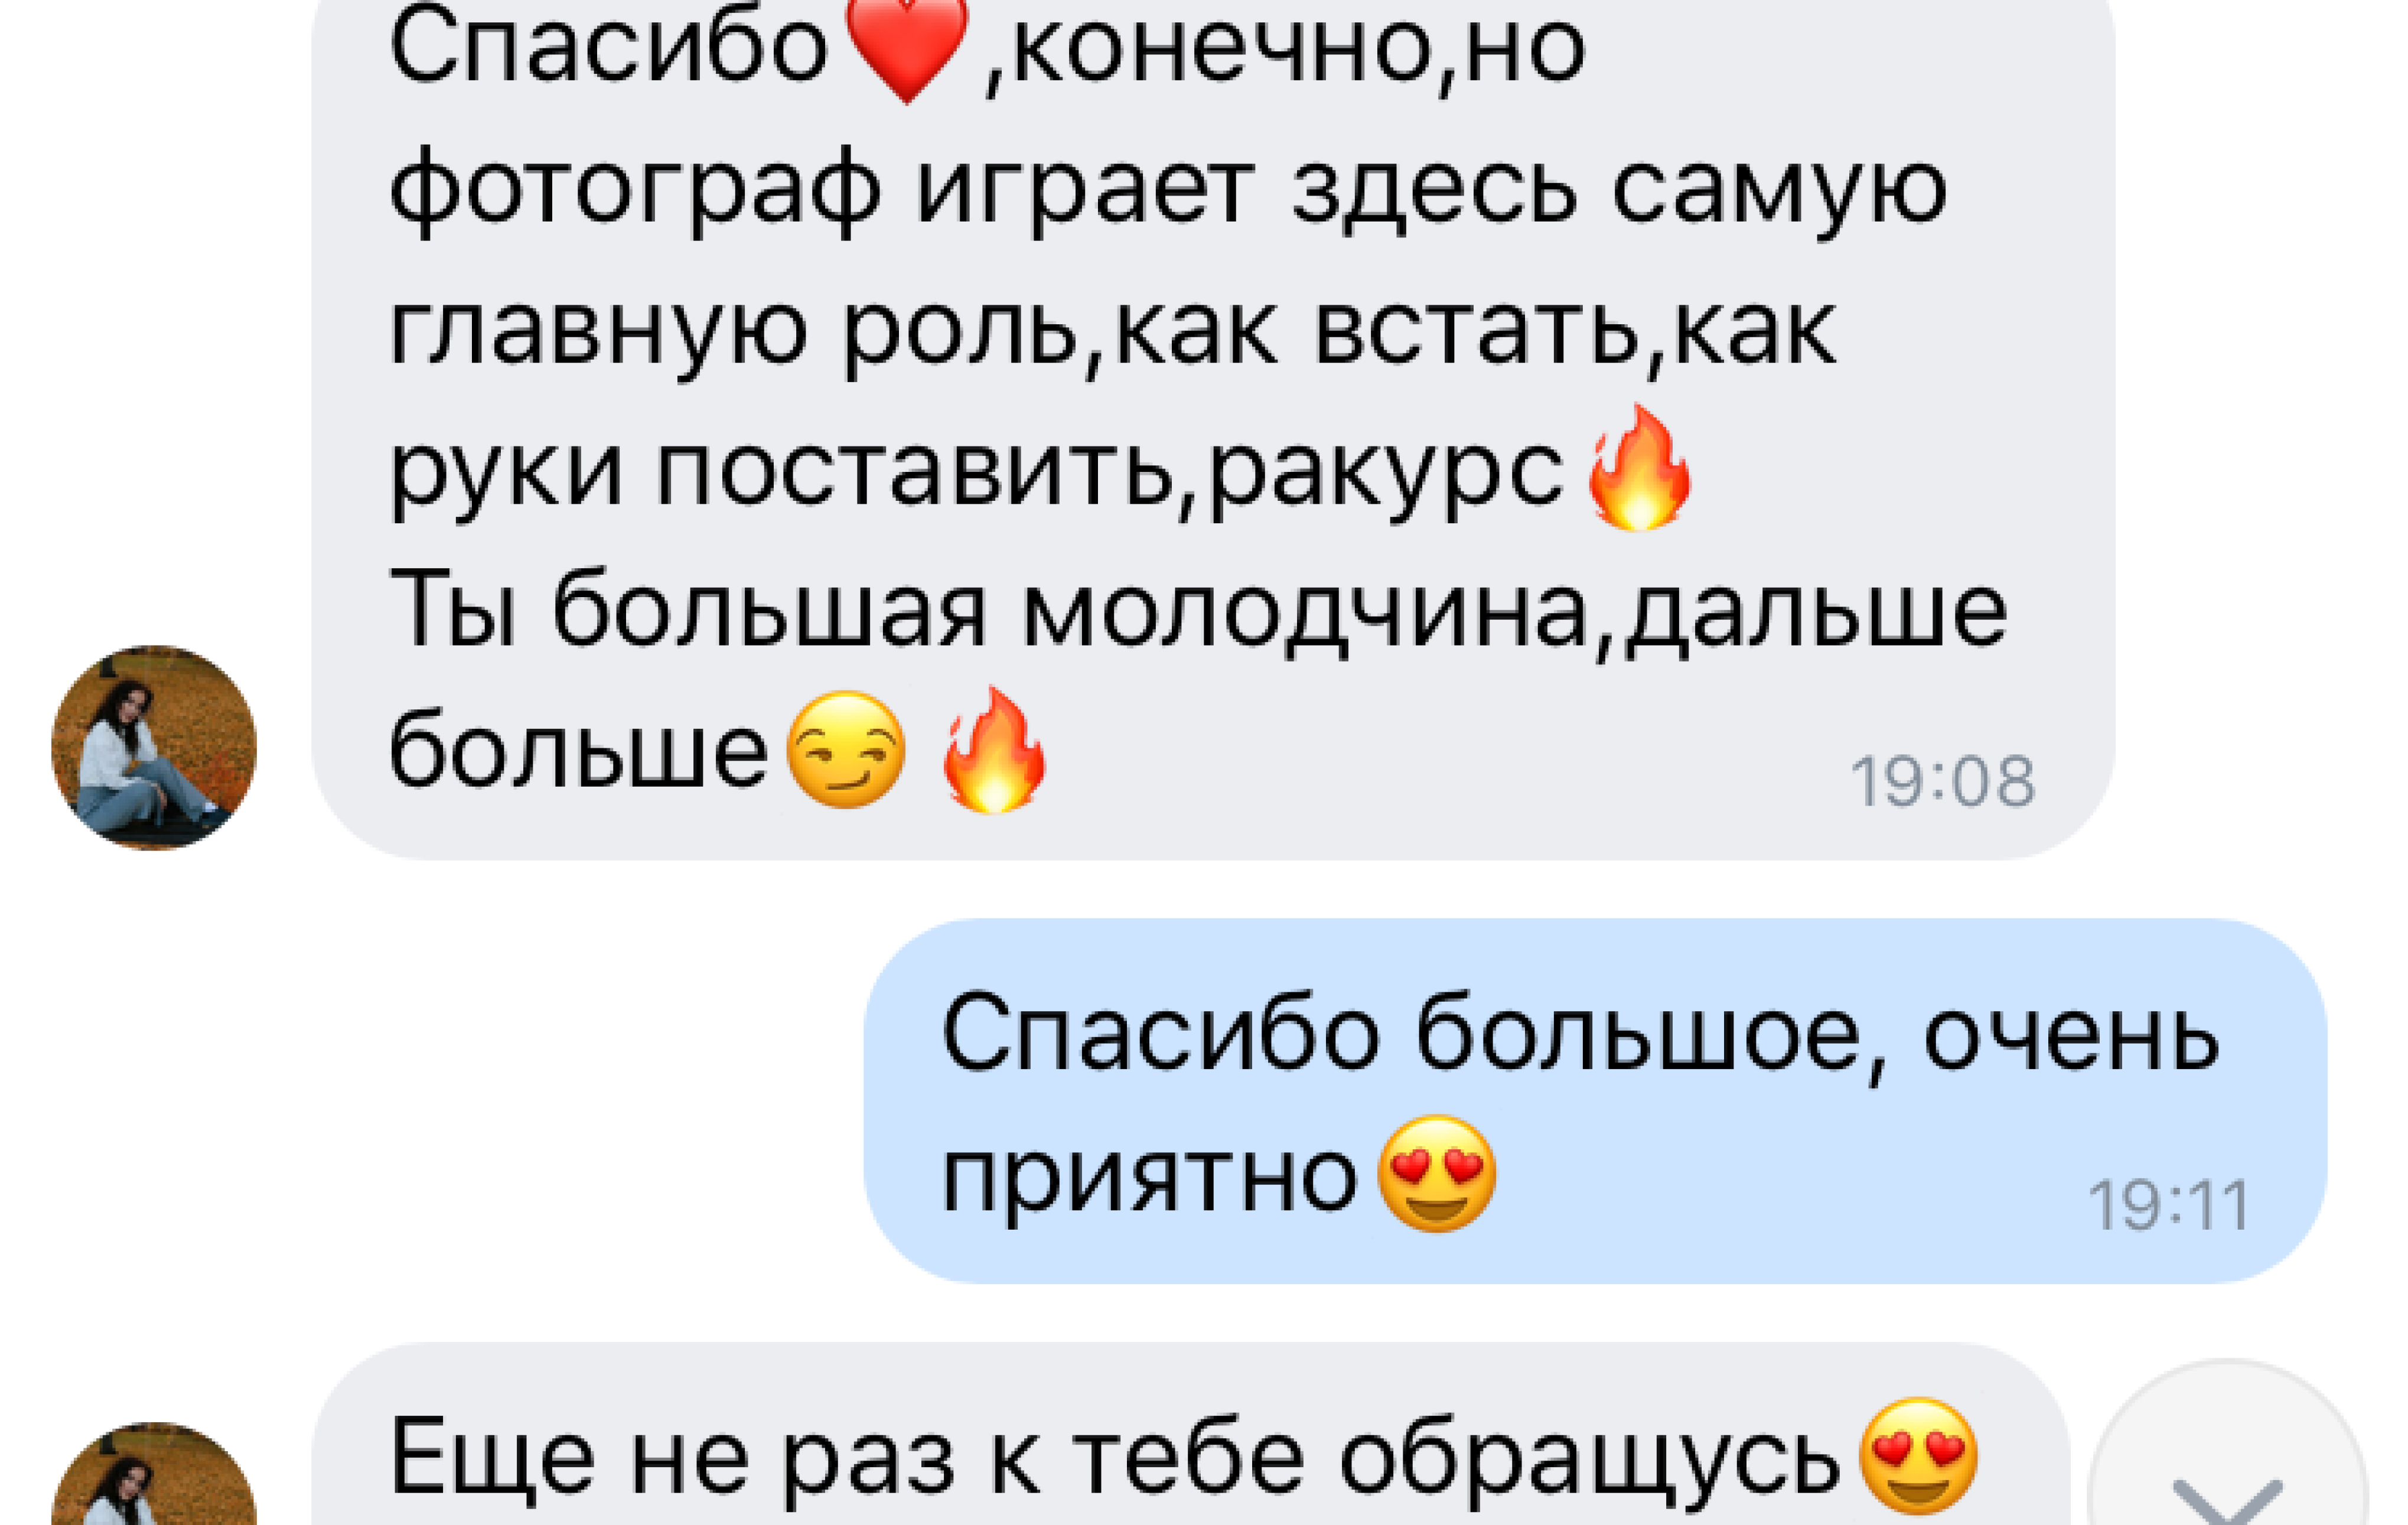 Спасибо❤️,конечно,но
фотограф играет здесь самую
главную роль,как встать,как
руки поставить,ракурс🔥
Ты большая молодчина,дальше
больше😏🔥
19:08
Спасибо большое, очень
приятно😍
19:11
Еще не раз к тебе обращусь😍